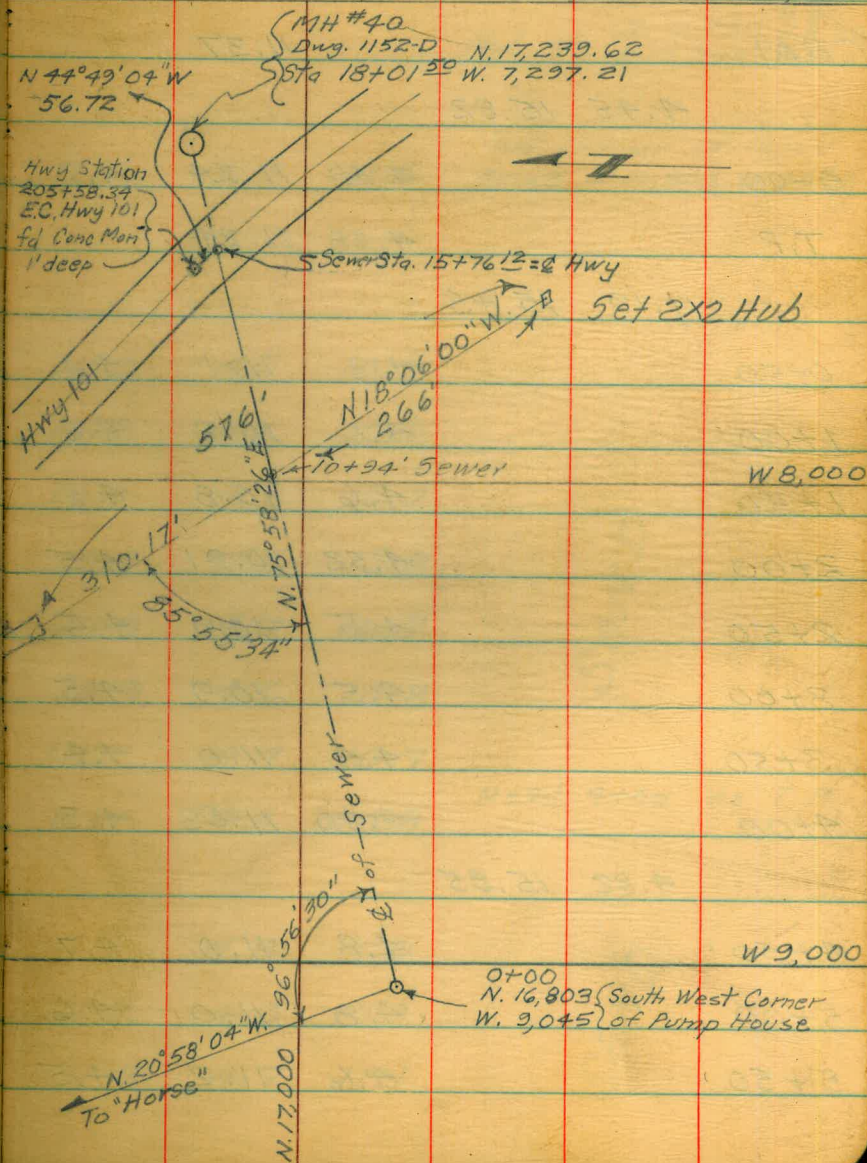 MH #40
Dwg. 1152-D
Sta 18+01 50
N. 17,239.62
W. 7,297.21
N 44°49'04"W
56.72
Hwy Station
205+58.34
E.C. Hwy 101
fd Conc Mon
1' deep
Z
Sewer Sta. 15+76 12 = ℄ Hwy
Set 2X2 Hub
N 18°06'00" W.
266'
Hwy 101
576'
N. 75°58'26" E.
10+94' Sewer
W 8,000
310.17'
85°55'34"
℄ of Sewer
96°56'30"
W 9,000
0+00
N. 16,803 South West Corner
W. 9,045 of Pump House
N. 20°58'04"W.
To "Horse"
N. 17,000